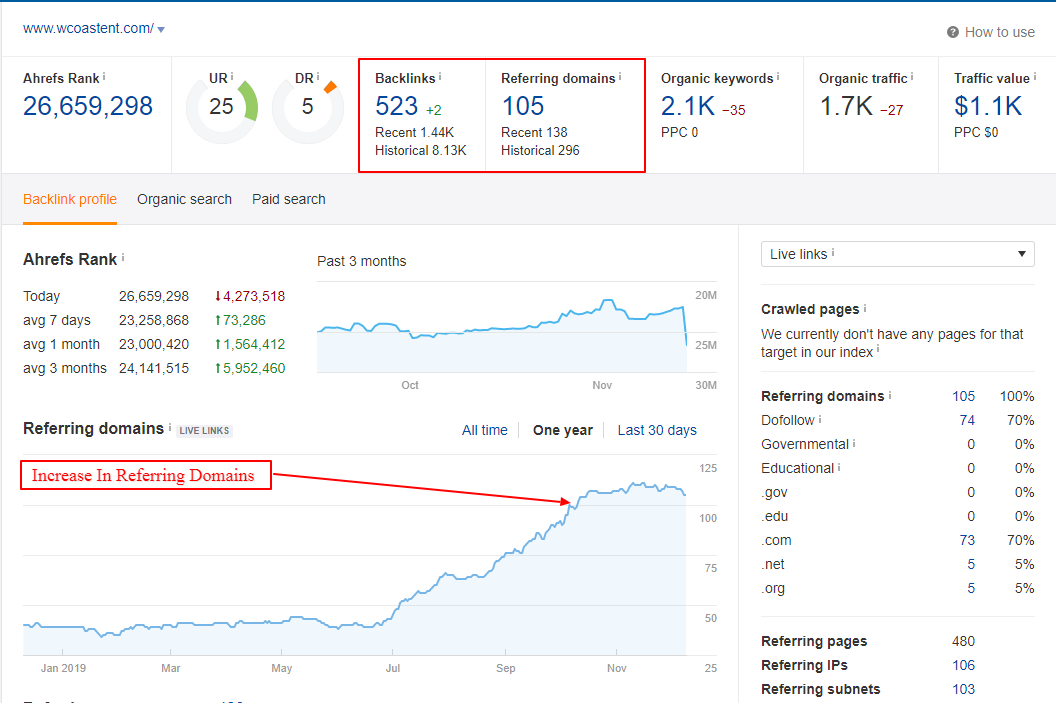 www.wcoastent.com/
How to use
Ahrefs Rank i
26,659,298
UR i
25
DR i
5
Backlinks i
523 +2
Recent 1.44K
Historical 8.13K
Referring domains i
105
Recent 138
Historical 296
Organic keywords i
2.1K −35
PPC 0
Organic traffic i
1.7K −27
Traffic value i
$1.1K
PPC $0
Backlink profile Organic search Paid search
Ahrefs Rank i
Today 26,659,298 ↓4,273,518
avg 7 days 23,258,868 ↑73,286
avg 1 month 23,000,420 ↑1,564,412
avg 3 months 24,141,515 ↑5,952,460
Past 3 months
20M
25M
30M
Oct Nov
Referring domains i LIVE LINKS
All time One year Last 30 days
Increase In Referring Domains
125
100
75
50
25
Jan 2019 Mar May Jul Sep Nov
Live links i
Crawled pages i
We currently don't have any pages for that
target in our index i
Referring domains i 105 100%
Dofollow i 74 70%
Governmental i 0 0%
Educational i 0 0%
.gov 0 0%
.edu 0 0%
.com 73 70%
.net 5 5%
.org 5 5%
Referring pages 480
Referring IPs 106
Referring subnets 103